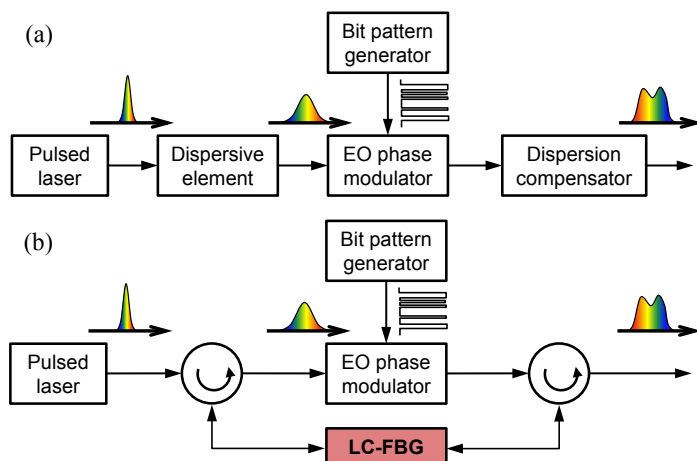 (a)
Bit pattern
generator
Pulsed
laser
Dispersive
element
EO phase
modulator
Dispersion
compensator
(b)
Bit pattern
generator
Pulsed
laser
EO phase
modulator
LC-FBG